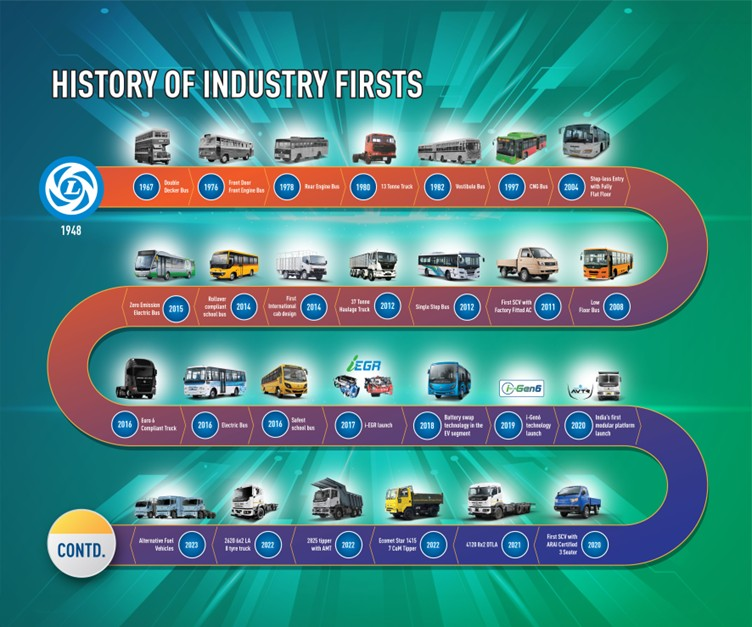 HISTORY OF INDUSTRY FIRSTS
L
1948
1967
Double
Decker Bus
1976
Front Door
Front Engine Bus
1978
Rear Engine Bus
1980
13 Tonne Truck
1982
Vestibule Bus
1997
CNG Bus
2004
Step-less Entry
with Fully
Flat Floor
Zero Emission
Electric Bus
2015
Rollover
compliant
school bus
2014
First
international
cab design
2014
37 Tonne
Haulage Truck
2012
Single Step Bus
2012
First SCV with
Factory Fitted AC
2011
Low
Floor Bus
2008
iEGR
i-Gen6
AVTR
2016
Euro 6
Compliant Truck
2016
Electric Bus
2016
Safest
school bus
2017
i-EGR launch
2018
Battery swap
technology in the
EV segment
2019
i-Gen6
technology
launch
2020
India's first
modular platform
launch
CONTD.
Alternative Fuel
Vehicles
2023
2620 6x2 LA
8 tyre truck
2022
2825 tipper
with AMT
2022
Ecomet Star 1415
7 CuM Tipper
2022
4120 8x2 DTLA
2021
First SCV with
ARAI Certified
3 Seater
2020